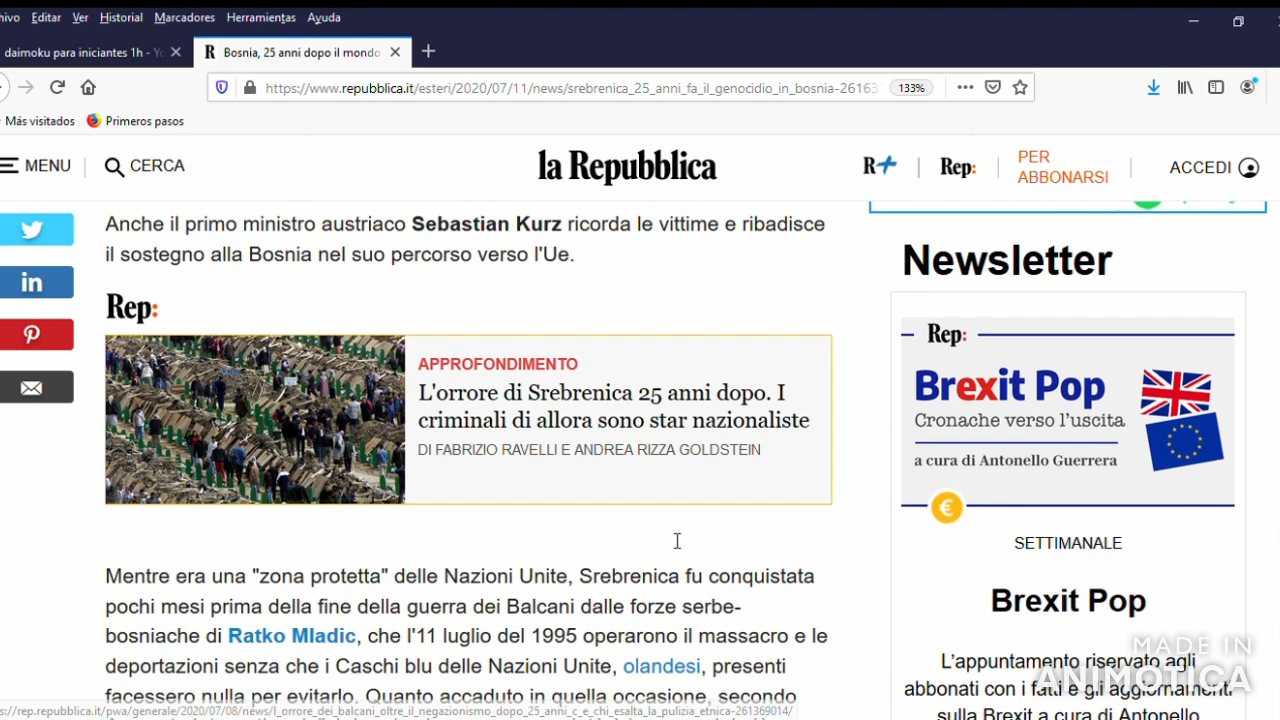 hivo Editar Ver Historial Marcadores Herramientas Ayuda
daimoku para iniciantes 1h - Yo
R Bosnia, 25 anni dopo il mondo
https://www.repubblica.it/esteri/2020/07/11/news/srebrenica_25_anni_fa_il_genocidio_in_bosnia-26163
133%
Más visitados Primeros pasos
MENU CERCA
la Repubblica
R+ Rep: PER ABBONARSI ACCEDI
Anche il primo ministro austriaco Sebastian Kurz ricorda le vittime e ribadisce
il sostegno alla Bosnia nel suo percorso verso l'Ue.
Rep:
APPROFONDIMENTO
L'orrore di Srebrenica 25 anni dopo. I
criminali di allora sono star nazionaliste
DI FABRIZIO RAVELLI E ANDREA RIZZA GOLDSTEIN
Mentre era una "zona protetta" delle Nazioni Unite, Srebrenica fu conquistata
pochi mesi prima della fine della guerra dei Balcani dalle forze serbe-
bosniache di Ratko Mladic, che l'11 luglio del 1995 operarono il massacro e le
deportazioni senza che i Caschi blu delle Nazioni Unite, olandesi, presenti
facessero nulla per evitarlo. Quanto accaduto in quella occasione, secondo
s://rep.repubblica.it/pwa/generale/2020/07/08/news/l_orrore_dei_balcani_oltre_il_negazionismo_dopo_25_anni_c_e_chi_esalta_la_pulizia_etnica-261369014/
Newsletter
Rep:
Brexit Pop
Cronache verso l'uscita
a cura di Antonello Guerrera
€
SETTIMANALE
Brexit Pop
L'appuntamento riservato agli
abbonati con i fatti e gli aggiornamenti
sulla Brexit a cura di Antonello
MADE IN
ANIMOTICA